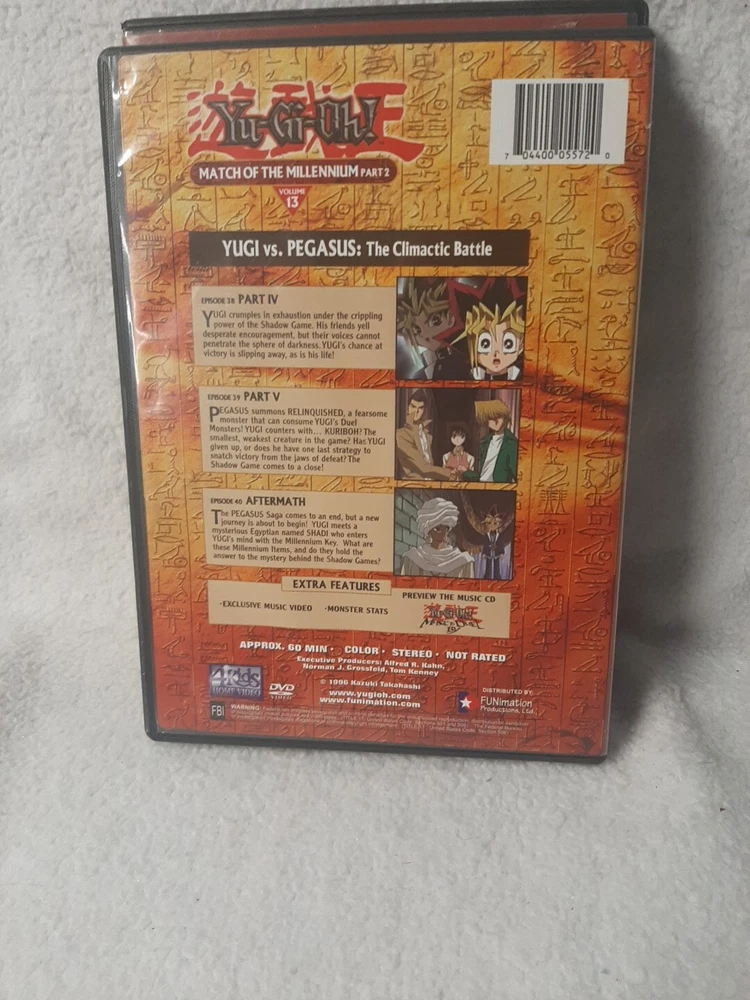 遊戯王
Yu-Gi-Oh!
MATCH OF THE MILLENNIUM PART 2
VOLUME
13
7 04400 05572 0
YUGI vs. PEGASUS: The Climactic Battle
EPISODE 38 PART IV
YUGI crumples in exhaustion under the crippling
power of the Shadow Game. His friends yell
desperate encouragement, but their voices cannot
penetrate the sphere of darkness. YUGI's chance at
victory is slipping away, as is his life!
EPISODE 39 PART V
PEGASUS summons RELINQUISHED, a fearsome
monster that can consume YUGI's Duel
Monsters! YUGI counters with... KURIBOH? The
smallest, weakest creature in the game? Has YUGI
given up, or does he have one last strategy to
snatch victory from the jaws of defeat? The
Shadow Game comes to a close!
EPISODE 40 AFTERMATH
The PEGASUS Saga comes to an end, but a new
journey is about to begin! YUGI meets a
mysterious Egyptian named SHADI who enters
YUGI's mind with the Millennium Key. What are
these Millennium Items, and do they hold the
answer to the mystery behind the Shadow Games?
EXTRA FEATURES
·EXCLUSIVE MUSIC VIDEO ·MONSTER STATS
PREVIEW THE MUSIC CD
Yu-Gi-Oh!
APPROX. 60 MIN · COLOR · STEREO · NOT RATED
Executive Producers: Alfred R. Kahn,
Norman J. Grossfeld, Tom Kenney
© 1996 Kazuki Takahashi
www.yugioh.com
www.funimation.com
4Kids
HOME VIDEO
DVD
VIDEO
DISTRIBUTED BY
FUNimation
Productions, Ltd.
FBI
WARNING: